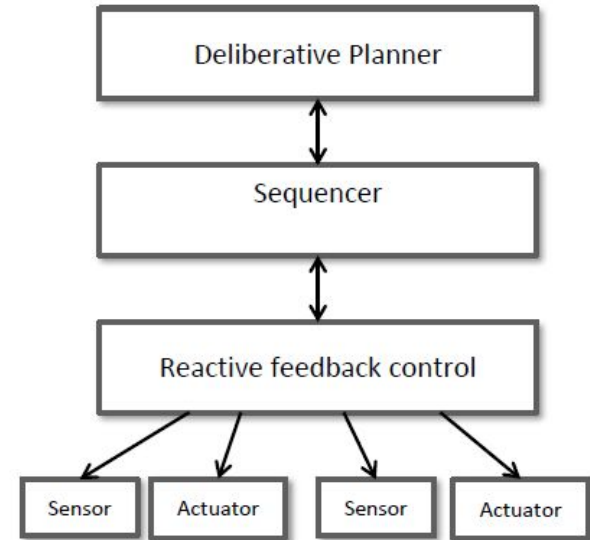 Deliberative Planner
Sequencer
Reactive feedback control
Sensor
Actuator
Sensor
Actuator